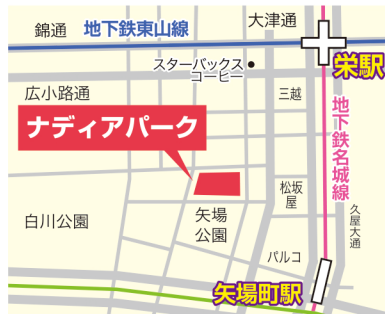 大津通
錦通
地下鉄東山線
スターバックス
コーヒー
栄駅
広小路通
三越
地下鉄名城線
ナディアパーク
松坂
屋
久屋大通
白川公園
矢場
公園
パルコ
矢場町駅